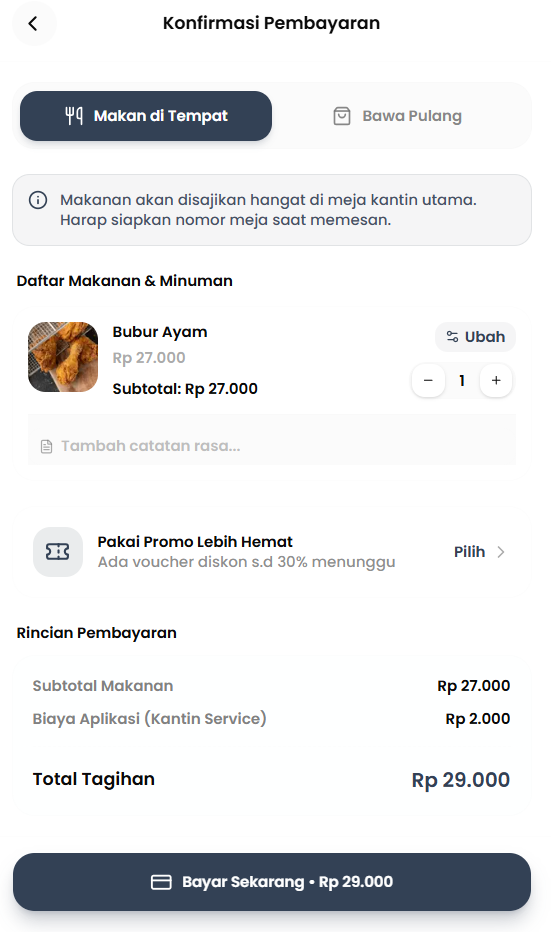 Konfirmasi Pembayaran
Makan di Tempat
Bawa Pulang
Makanan akan disajikan hangat di meja kantin utama.
Harap siapkan nomor meja saat memesan.
Daftar Makanan & Minuman
Bubur Ayam
Ubah
Rp 27.000
Subtotal: Rp 27.000
− 1 +
Tambah catatan rasa...
Pakai Promo Lebih Hemat
Ada voucher diskon s.d 30% menunggu
Pilih
Rincian Pembayaran
Subtotal Makanan Rp 27.000
Biaya Aplikasi (Kantin Service) Rp 2.000
Total Tagihan Rp 29.000
Bayar Sekarang • Rp 29.000